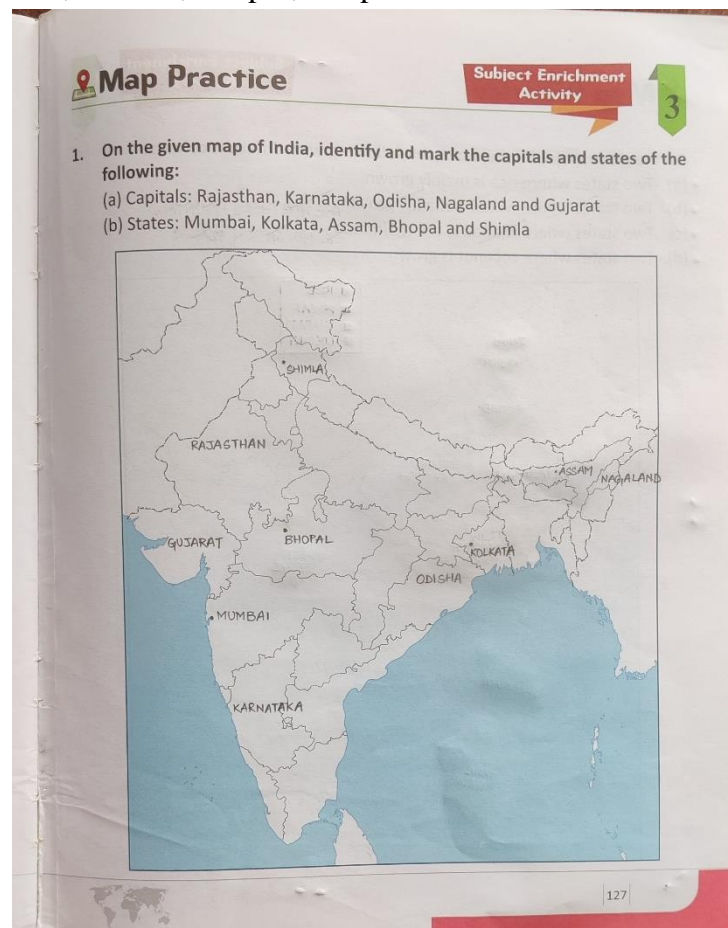 Map Practice
Subject Enrichment
Activity
3
1. On the given map of India, identify and mark the capitals and states of the
following:
(a) Capitals: Rajasthan, Karnataka, Odisha, Nagaland and Gujarat
(b) States: Mumbai, Kolkata, Assam, Bhopal and Shimla
SHIMLA
RAJASTHAN
ASSAM
NAGALAND
GUJARAT
BHOPAL
KOLKATA
ODISHA
MUMBAI
KARNATAKA
127